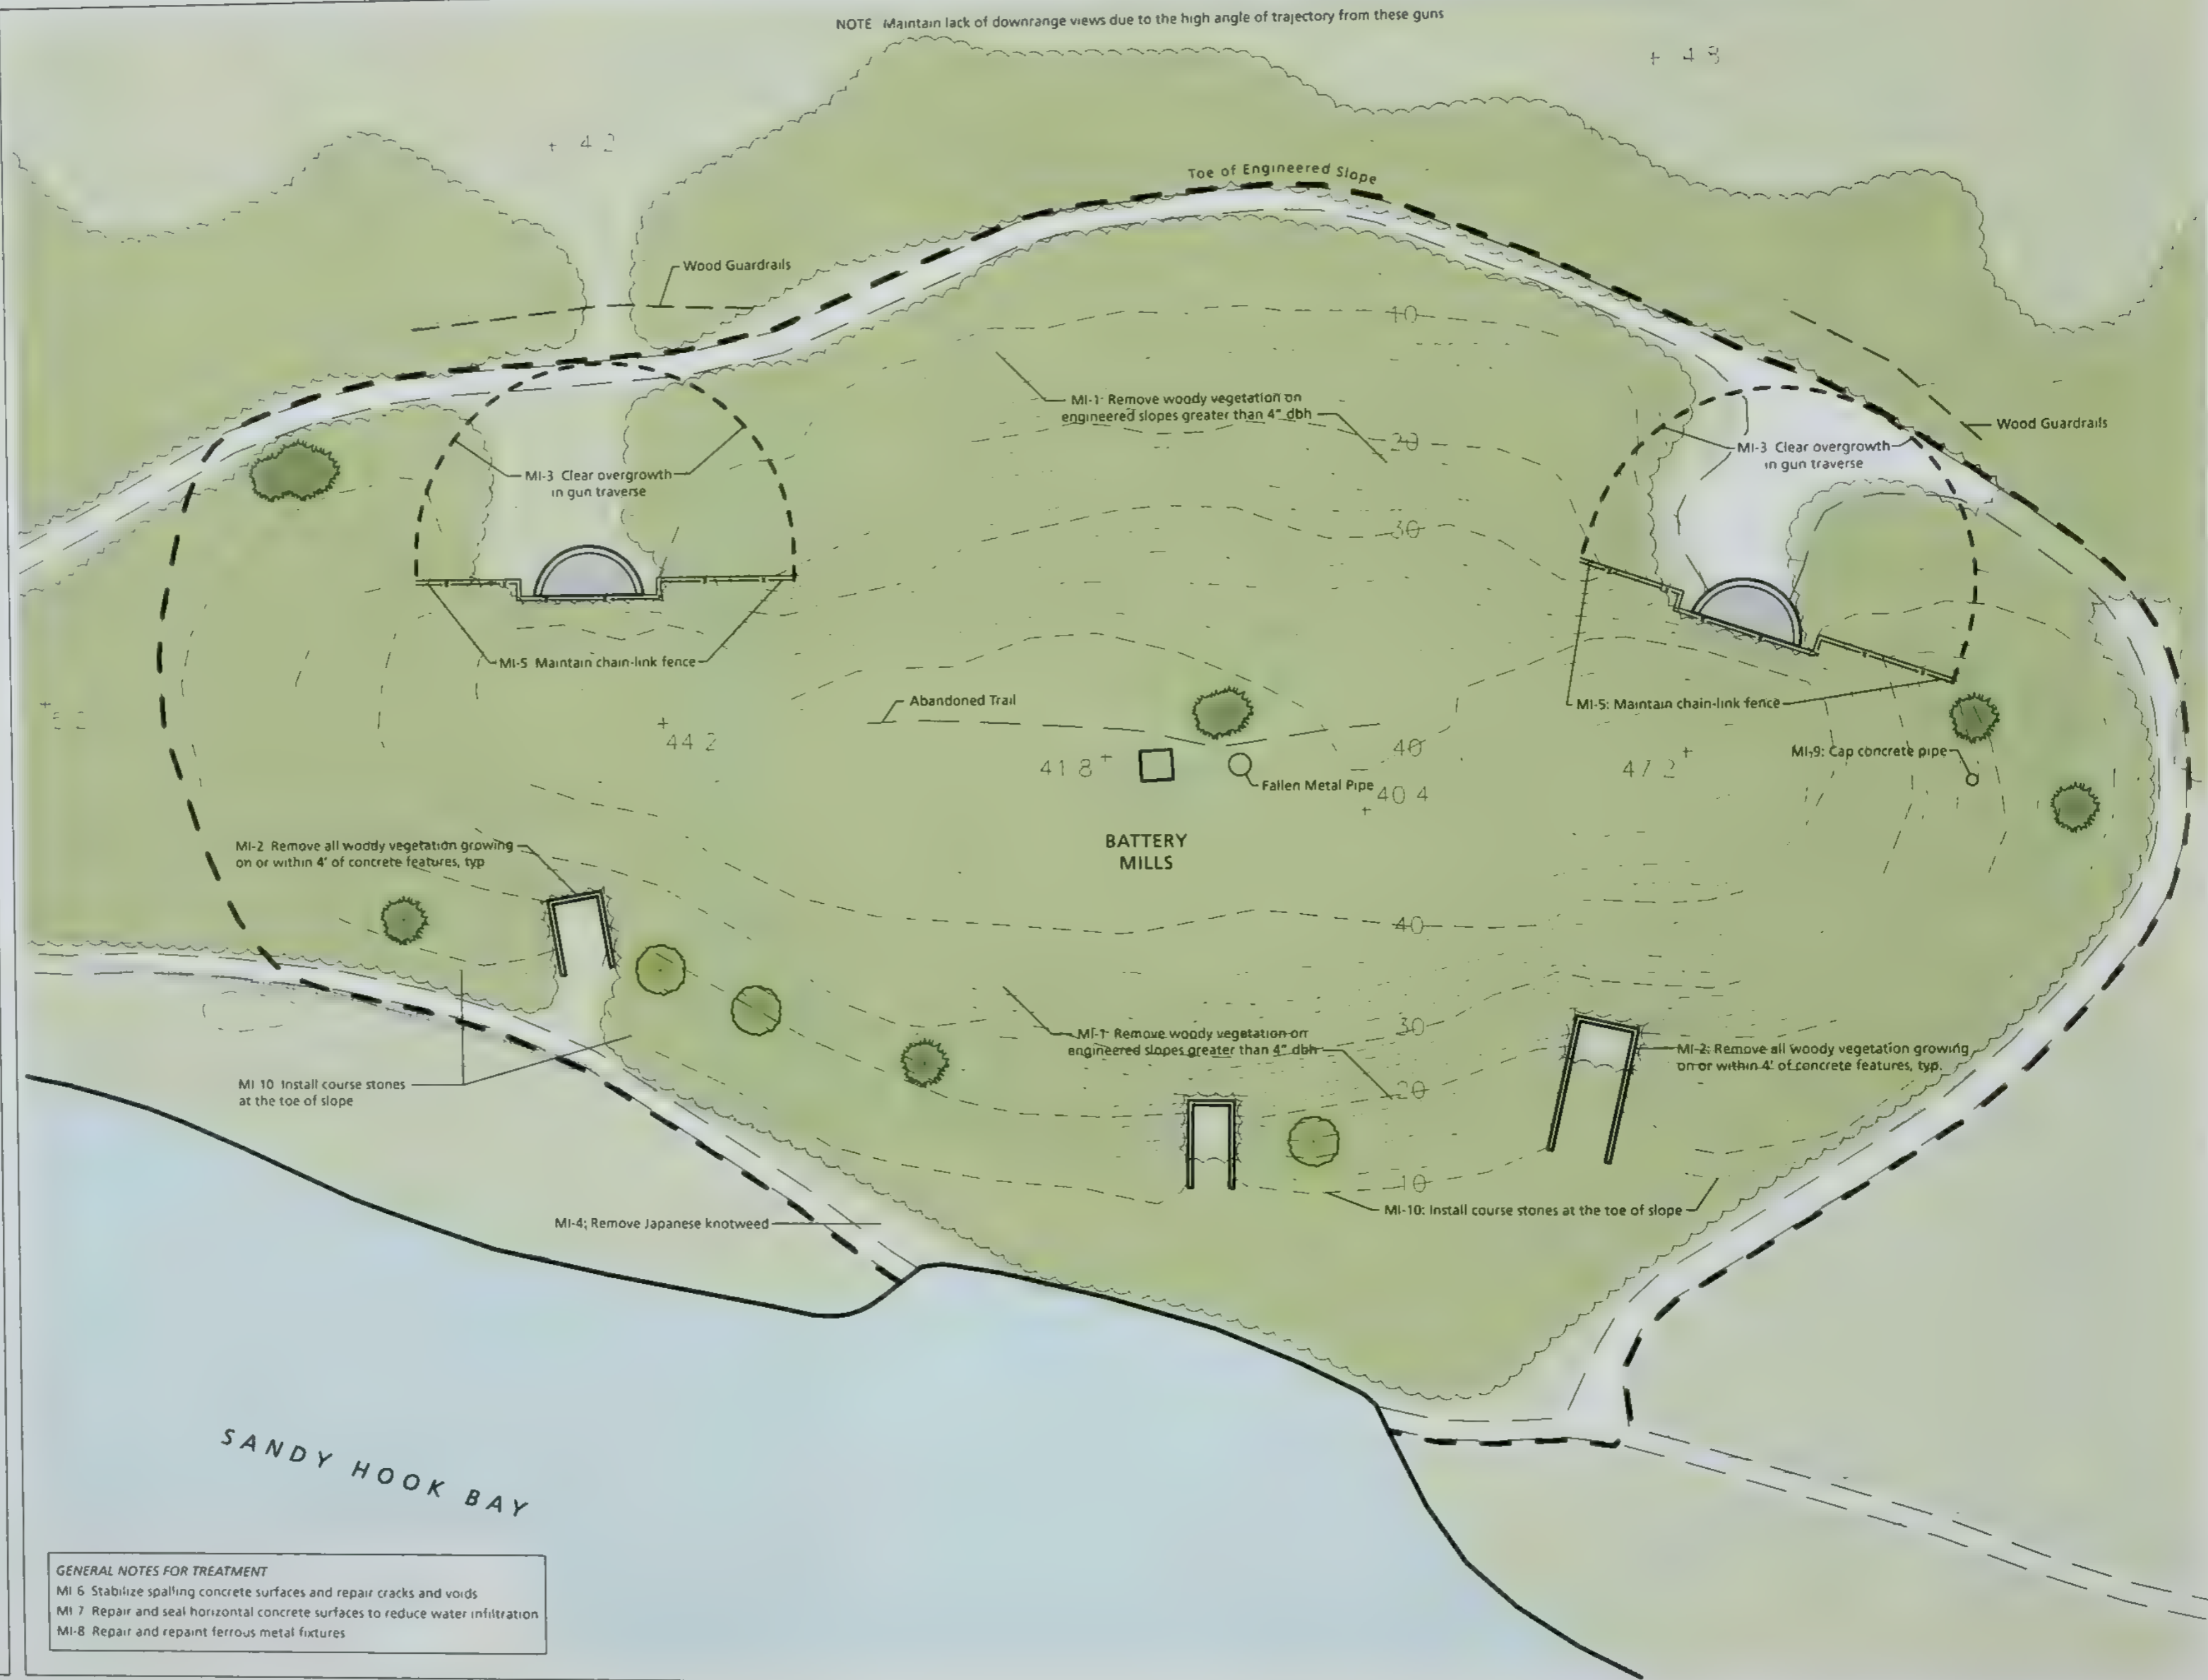 NOTE Maintain lack of downrange views due to the high angle of trajectory from these guns
+ 4 2
Toe of Engineered Slope
Wood Guardrails
10
MI-1: Remove woody vegetation on
engineered slopes greater than 4" dbh
20
Wood Guardrails
MI-3 Clear overgrowth
in gun traverse
MI-3 Clear overgrowth
in gun traverse
30
MI-5 Maintain chain-link fence
Abandoned Trail
MI-5: Maintain chain-link fence
+
44 2
41 8 +
40
47 2 +
MI-9: Cap concrete pipe
Fallen Metal Pipe
40 4
+
BATTERY
MILLS
MI-2 Remove all woody vegetation growing
on or within 4' of concrete features, typ
40
30
MI-1 Remove woody vegetation on
engineered slopes greater than 4" dbh
MI-2: Remove all woody vegetation growing
on or within 4' of concrete features, typ.
MI 10 Install course stones
at the toe of slope
20
10
MI-10: Install course stones at the toe of slope
MI-4; Remove Japanese knotweed
SANDY HOOK BAY
GENERAL NOTES FOR TREATMENT
MI 6 Stabilize spalling concrete surfaces and repair cracks and voids
MI 7 Repair and seal horizontal concrete surfaces to reduce water infiltration
MI-8 Repair and repaint ferrous metal fixtures